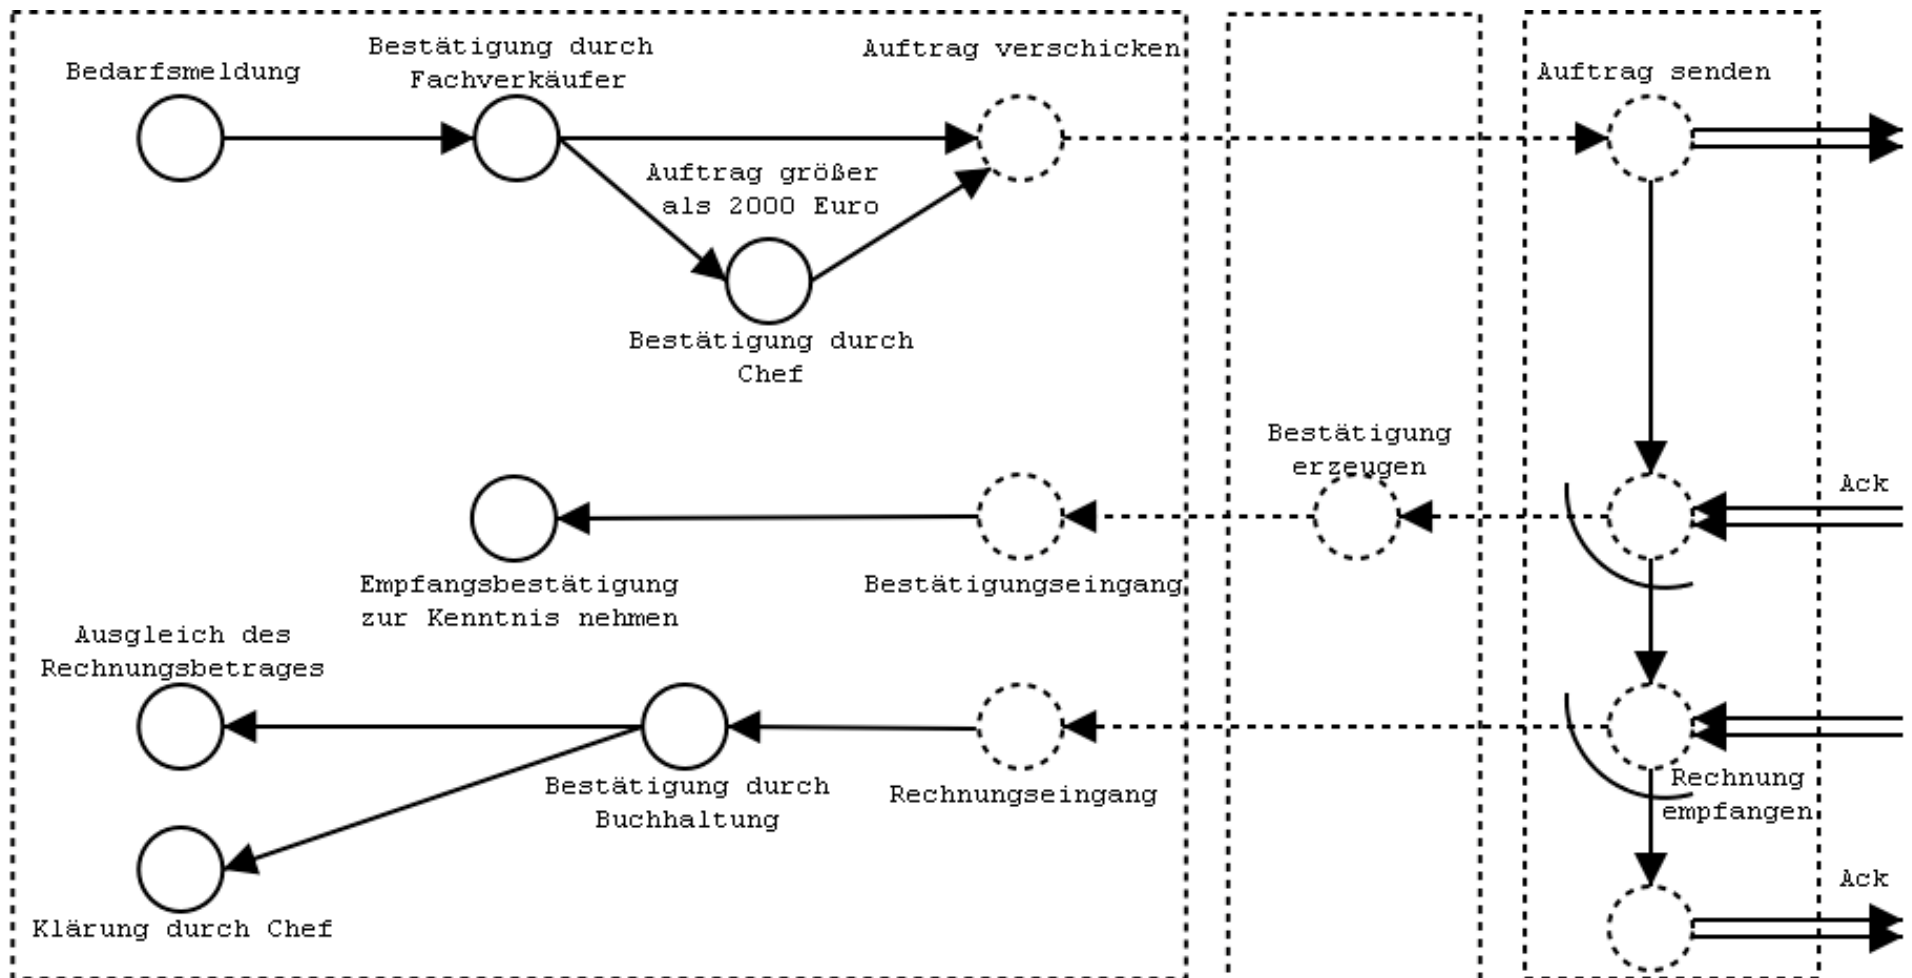 Bedarfsmeldung
Bestätigung durch
Fachverkäufer
Auftrag verschicken
Auftrag senden
Auftrag größer
als 2000 Euro
Bestätigung durch
Chef
Bestätigung
erzeugen
Ack
Empfangsbestätigung
zur Kenntnis nehmen
Bestätigungseingang
Ausgleich des
Rechnungsbetrages
Bestätigung durch
Buchhaltung
Rechnungseingang
Rechnung
empfangen
Klärung durch Chef
Ack